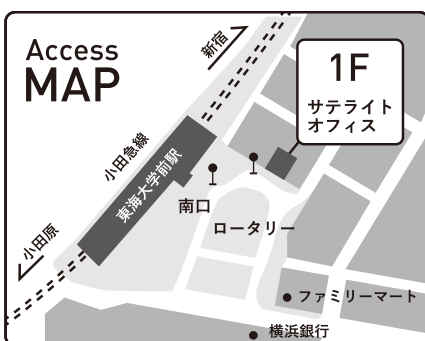 Access
MAP
新宿
1F
サテライト
オフィス
小田急線
東海大学前駅
南口
ロータリー
小田原
ファミリーマート
横浜銀行